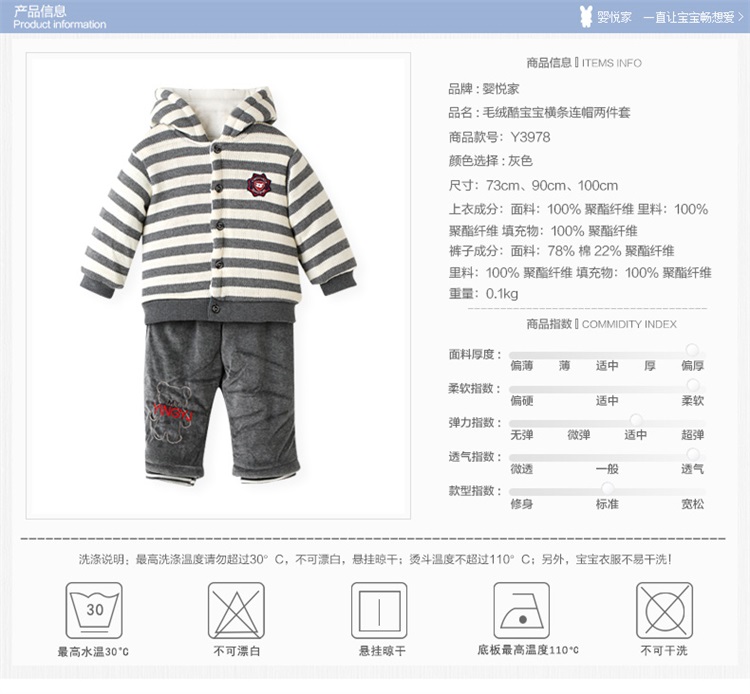 产品信息
Product information
婴悦家 一直让宝宝畅想爱
商品信息 ITEMS INFO
品牌：婴悦家
品名：毛绒酷宝宝横条连帽两件套
商品款号：Y3978
颜色选择：灰色
尺寸：73cm、90cm、100cm
上衣成分：面料：100% 聚酯纤维 里料：100%
聚酯纤维 填充物：100% 聚酯纤维
裤子成分：面料：78% 棉 22% 聚酯纤维
里料：100% 聚酯纤维 填充物：100% 聚酯纤维
重量：0.1kg
商品指数 COMMIDITY INDEX
面料厚度：
偏薄 薄 适中 厚 偏厚
柔软指数：
偏硬 适中 柔软
弹力指数：
无弹 微弹 适中 超弹
透气指数：
微透 一般 透气
款型指数：
修身 标准 宽松
洗涤说明：最高洗涤温度请勿超过30°C，不可漂白，悬挂晾干；烫斗温度不超过110°C；另外，宝宝衣服不易干洗！
30
最高水温30°C 不可漂白 悬挂晾干 底板最高温度110°C 不可干洗